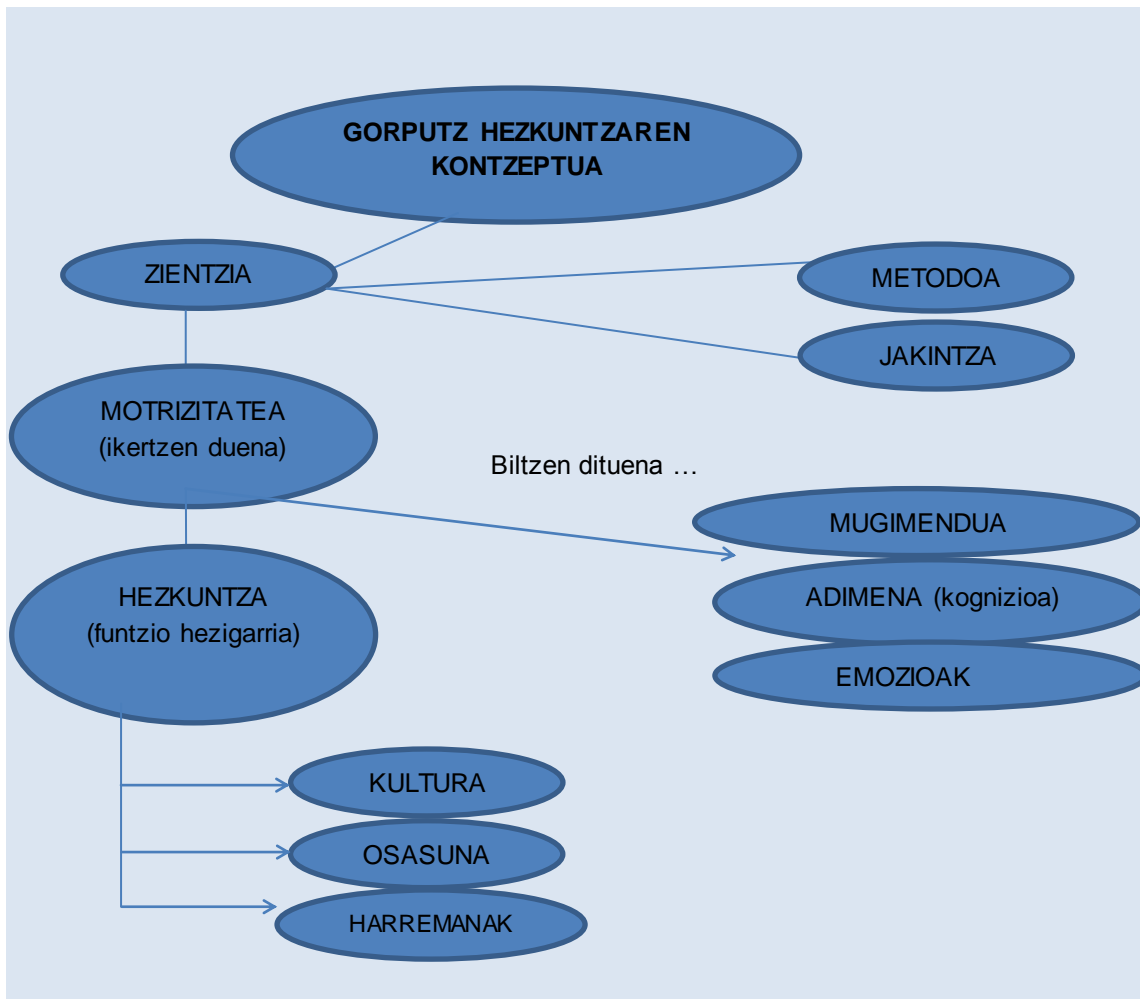 GORPUTZ HEZKUNTZAREN
KONTZEPTUA
ZIENTZIA
METODOA
JAKINTZA
MOTRIZITATEA
(ikertzen duena)
Biltzen dituena …
MUGIMENDUA
ADIMENA (kognizioa)
EMOZIOAK
HEZKUNTZA
(funtzio hezigarria)
KULTURA
OSASUNA
HARREMANAK